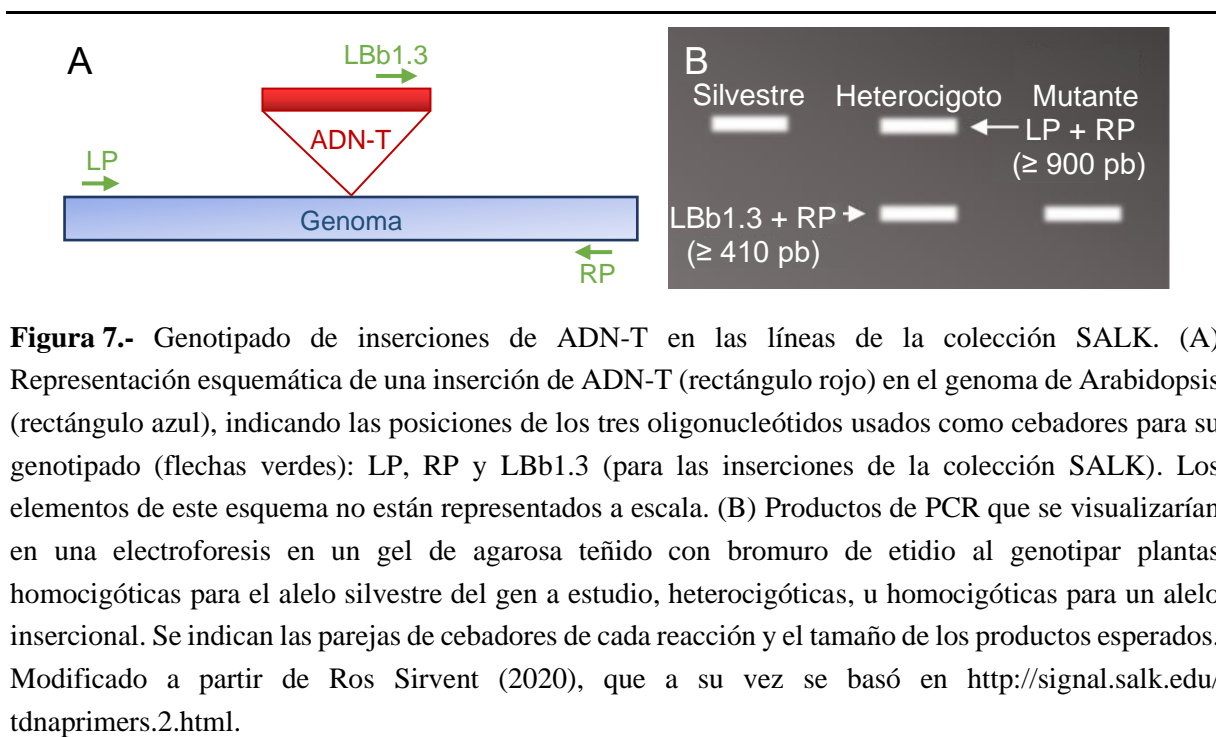 A
LBb1.3
ADN-T
LP
Genoma
RP
B
Silvestre Heterocigoto Mutante
LP + RP
(≥ 900 pb)
LBb1.3 + RP
(≥ 410 pb)
Figura 7.- Genotipado de inserciones de ADN-T en las líneas de la colección SALK. (A)
Representación esquemática de una inserción de ADN-T (rectángulo rojo) en el genoma de Arabidopsis
(rectángulo azul), indicando las posiciones de los tres oligonucleótidos usados como cebadores para su
genotipado (flechas verdes): LP, RP y LBb1.3 (para las inserciones de la colección SALK). Los
elementos de este esquema no están representados a escala. (B) Productos de PCR que se visualizarían
en una electroforesis en un gel de agarosa teñido con bromuro de etidio al genotipar plantas
homocigóticas para el alelo silvestre del gen a estudio, heterocigóticas, u homocigóticas para un alelo
insercional. Se indican las parejas de cebadores de cada reacción y el tamaño de los productos esperados.
Modificado a partir de Ros Sirvent (2020), que a su vez se basó en http://signal.salk.edu/
tdnaprimers.2.html.